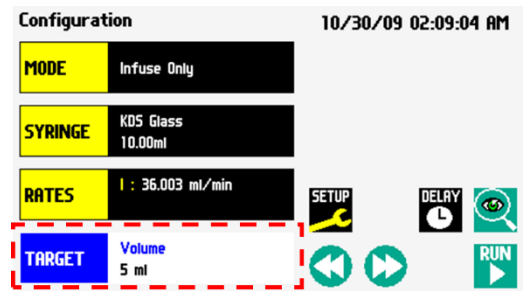 Configuration
10/30/09 02:09:04 AM
MODE
Infuse Only
SYRINGE
KDS Glass
10.00ml
RATES
I : 36.003 ml/min
SETUP
DELAY
TARGET
Volume
5 ml
RUN